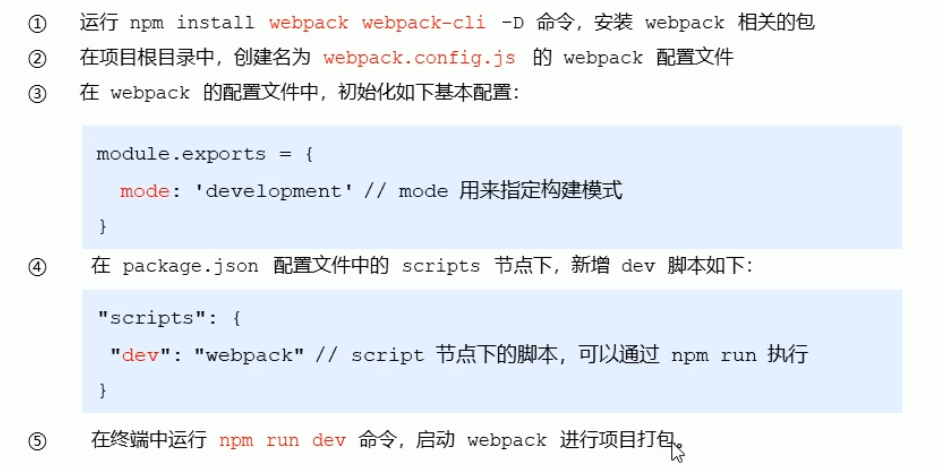 ① 运行 npm install webpack webpack-cli -D 命令，安装 webpack 相关的包
② 在项目根目录中，创建名为 webpack.config.js 的 webpack 配置文件
③ 在 webpack 的配置文件中，初始化如下基本配置：
module.exports = {
mode: 'development' // mode 用来指定构建模式
}
④ 在 package.json 配置文件中的 scripts 节点下，新增 dev 脚本如下：
"scripts": {
"dev": "webpack" // script 节点下的脚本，可以通过 npm run 执行
}
⑤ 在终端中运行 npm run dev 命令，启动 webpack 进行项目打包。